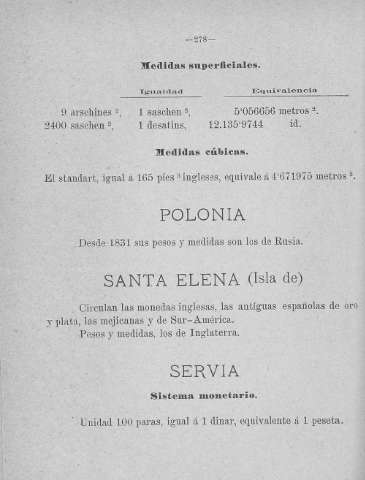 —278—
Medidas superficiales.
Igualdad Equivalencia
9 arschines ², 1 saschen ², 5'056656 metros ².
2400 saschen ², 1 desatins, 12.135'9744 id.
Medidas cúbicas.
El standart, igual á 165 pies ³ ingleses, equivale á 4'671975 metros ³.
POLONIA
Desde 1831 sus pesos y medidas son los de Rusia.
SANTA ELENA (Isla de)
Circulan las monedas inglesas, las antíguas españolas de oro
y plata, las mejicanas y de Sur-América.
Pesos y medidas, los de Inglaterra.
SERVIA
Sistema monetario.
Unidad 100 paras, igual á 1 dinar, equivalente á 1 peseta.